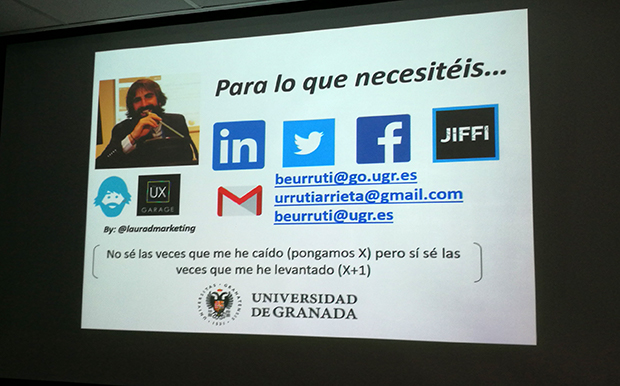 Para lo que necesitéis...
in
f
JIFFI
beurruti@go.ugr.es
urrutiarrieta@gmail.com
beurruti@ugr.es
UX
GARAGE
By: @lauradmarketing
No sé las veces que me he caído (pongamos X) pero sí sé las
veces que me he levantado (X+1)
UNIVERSIDAD
DE GRANADA